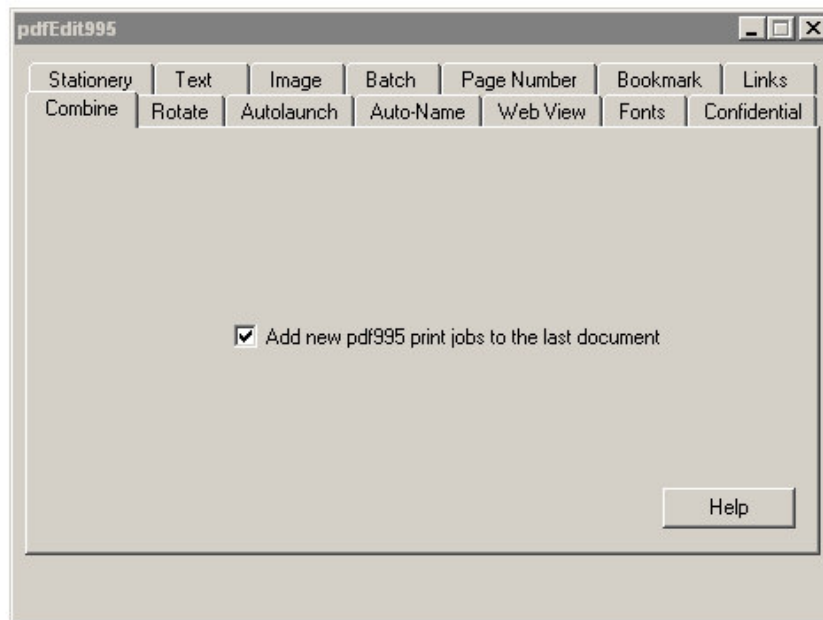 pdfEdit995
Stationery Text Image Batch Page Number Bookmark Links
Combine Rotate Autolaunch Auto-Name Web View Fonts Confidential
Add new pdf995 print jobs to the last document
Help